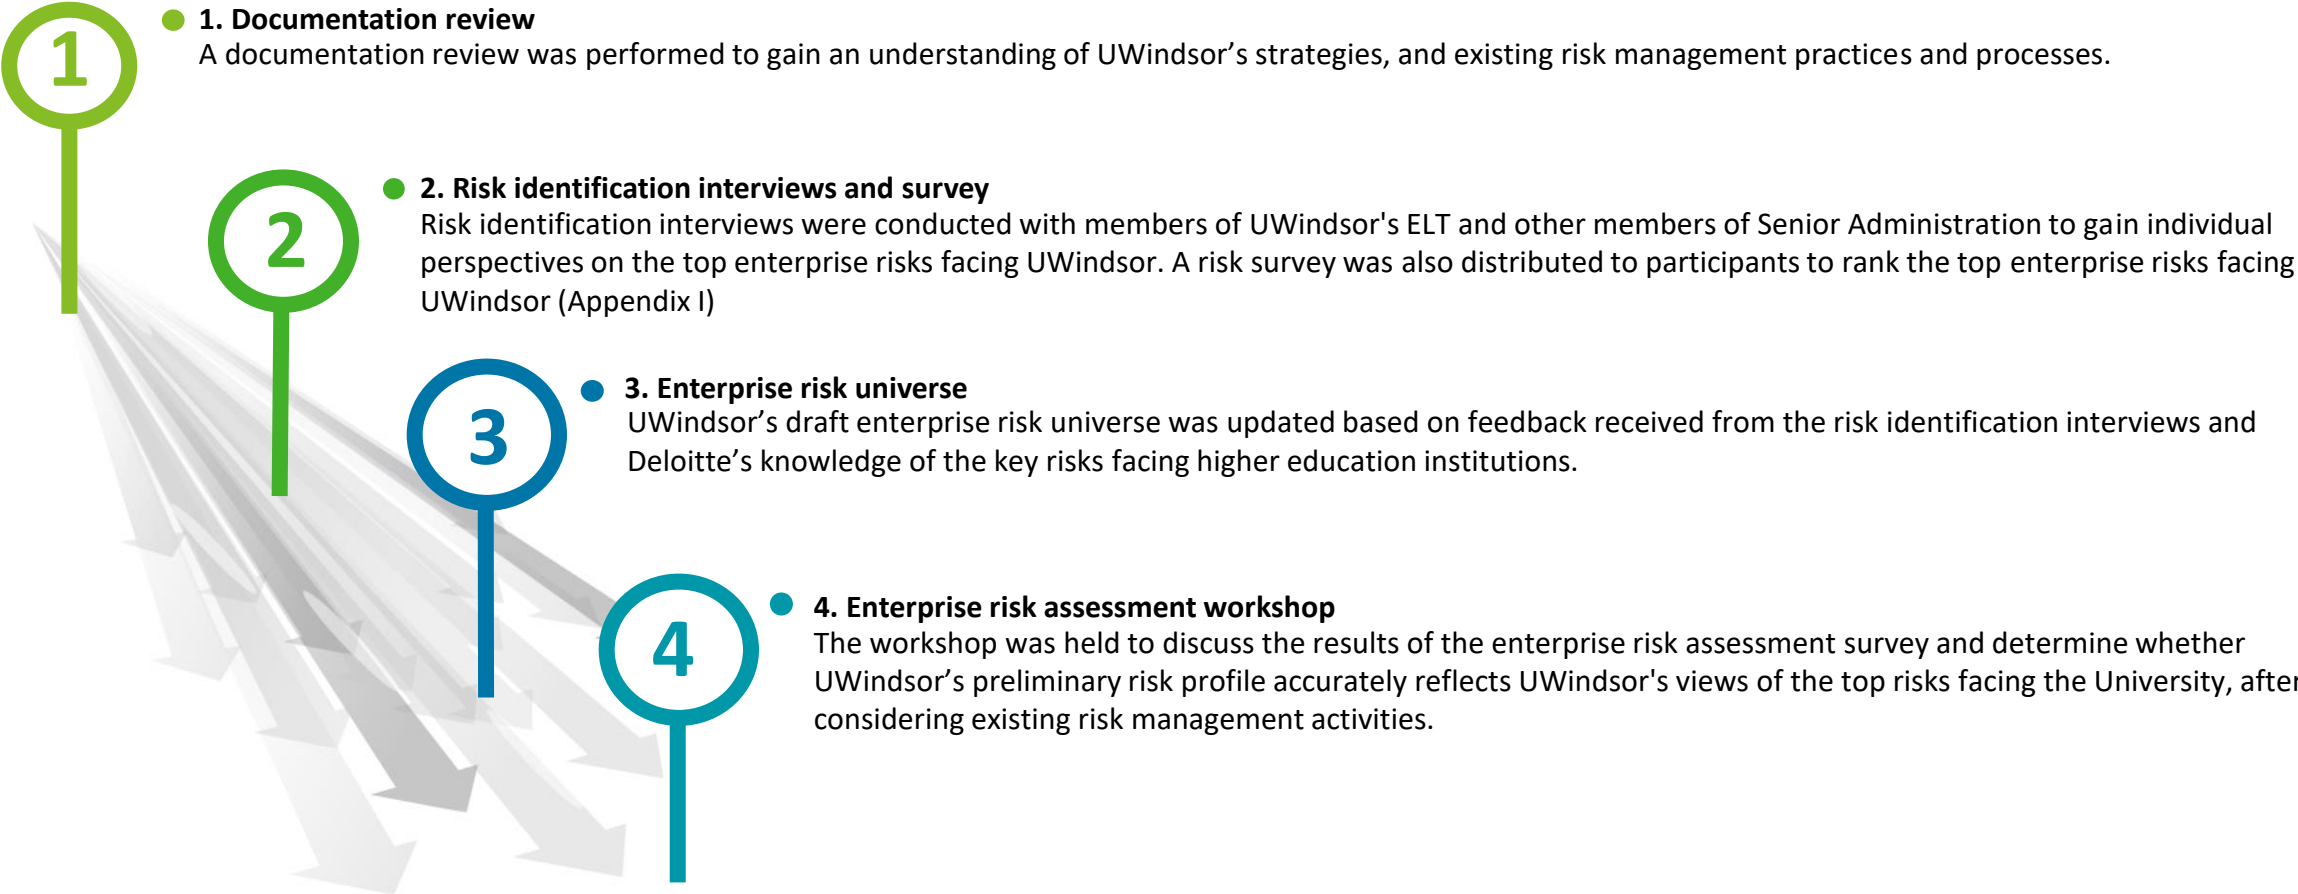 1
1. Documentation review
A documentation review was performed to gain an understanding of UWindsor’s strategies, and existing risk management practices and processes.
2
2. Risk identification interviews and survey
Risk identification interviews were conducted with members of UWindsor's ELT and other members of Senior Administration to gain individual
perspectives on the top enterprise risks facing UWindsor. A risk survey was also distributed to participants to rank the top enterprise risks facing
UWindsor (Appendix I)
3
3. Enterprise risk universe
UWindsor’s draft enterprise risk universe was updated based on feedback received from the risk identification interviews and
Deloitte’s knowledge of the key risks facing higher education institutions.
4
4. Enterprise risk assessment workshop
The workshop was held to discuss the results of the enterprise risk assessment survey and determine whether
UWindsor’s preliminary risk profile accurately reflects UWindsor's views of the top risks facing the University, after
considering existing risk management activities.